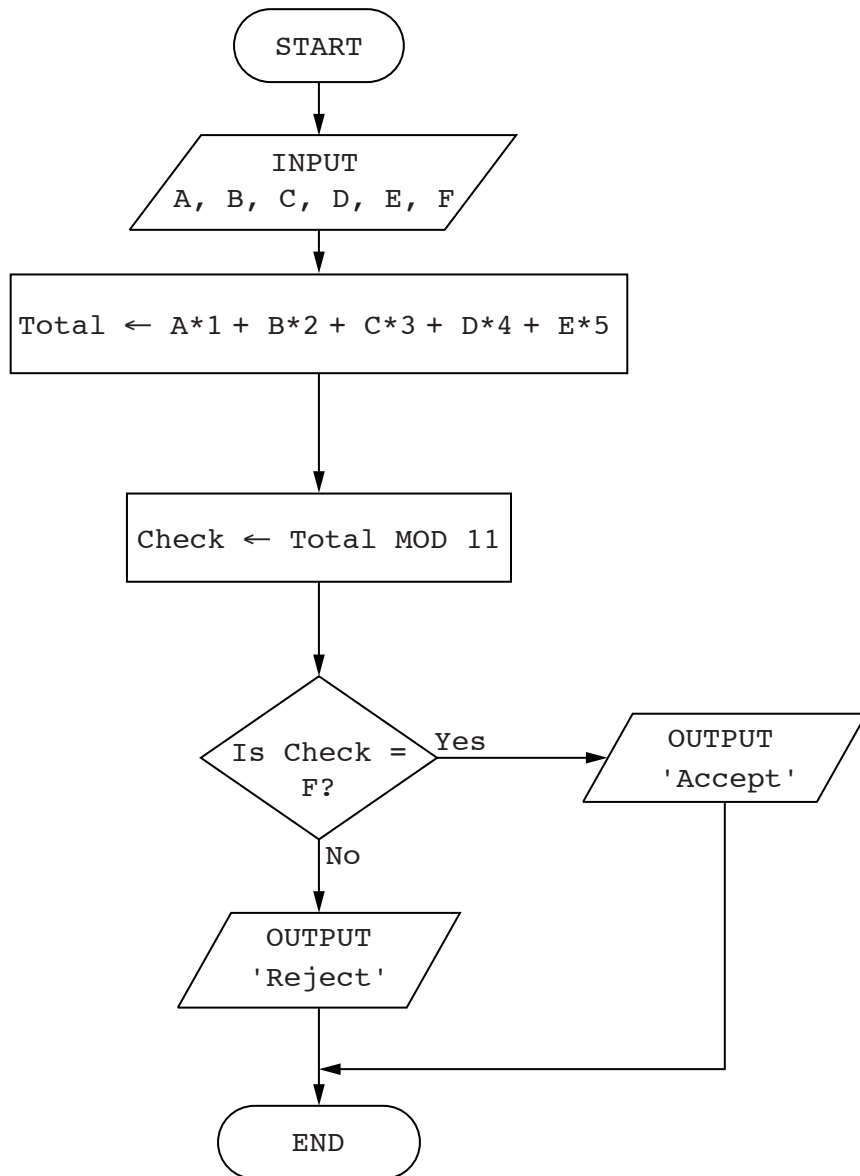 START
INPUT
A, B, C, D, E, F
Total ← A*1 + B*2 + C*3 + D*4 + E*5
Check ← Total MOD 11
Is Check =
F?
Yes
OUTPUT
'Accept'
No
OUTPUT
'Reject'
END